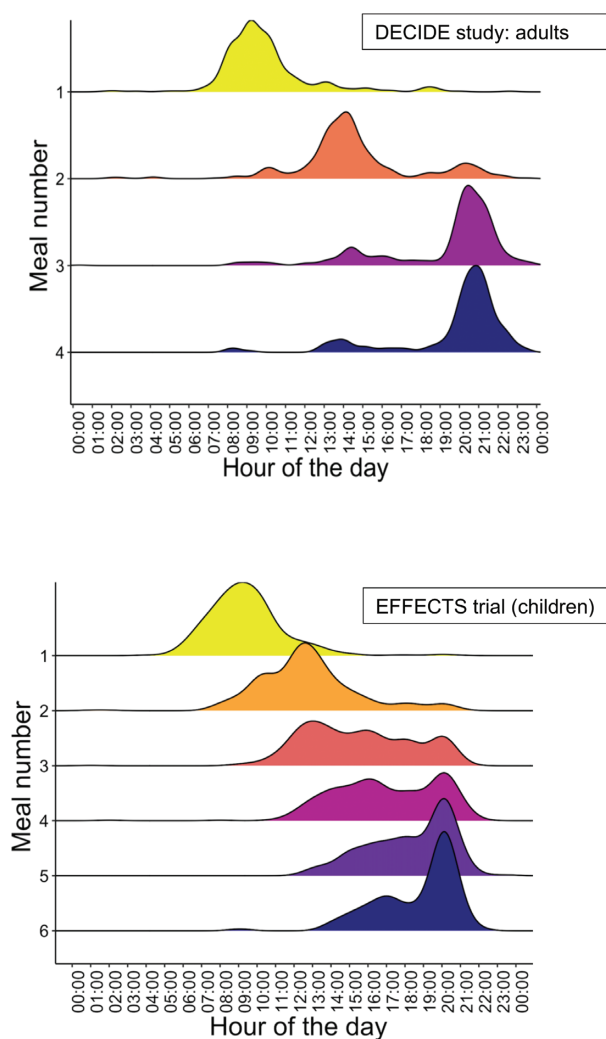 DECIDE study: adults
Meal number
1
2
3
4
00:00 01:00 02:00 03:00 04:00 05:00 06:00 07:00 08:00 09:00 10:00 11:00 12:00 13:00 14:00 15:00 16:00 17:00 18:00 19:00 20:00 21:00 22:00 23:00 00:00
Hour of the day
EFFECTS trial (children)
Meal number
1
2
3
4
5
6
00:00 01:00 02:00 03:00 04:00 05:00 06:00 07:00 08:00 09:00 10:00 11:00 12:00 13:00 14:00 15:00 16:00 17:00 18:00 19:00 20:00 21:00 22:00 23:00 00:00
Hour of the day